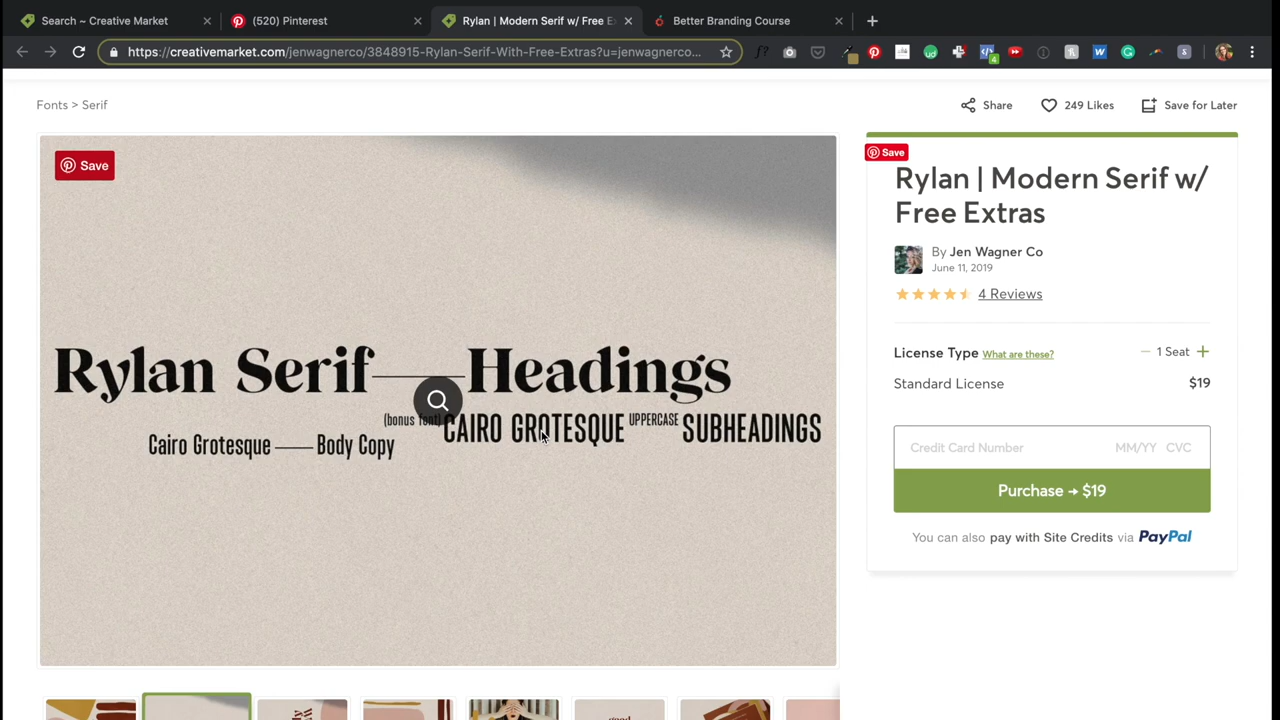 Search ~ Creative Market
(520) Pinterest
Rylan | Modern Serif w/ Free E
Better Branding Course
https://creativemarket.com/jenwagnerco/3848915-Rylan-Serif-With-Free-Extras?u=jenwagnerco...
Fonts > Serif
Share
249 Likes
Save for Later
Save
Rylan Serif Headings
(bonus font) CAIRO GROTESQUE UPPERCASE SUBHEADINGS
Cairo Grotesque Body Copy
Save
Rylan | Modern Serif w/
Free Extras
By Jen Wagner Co
June 11, 2019
4 Reviews
License Type What are these?
1 Seat
Standard License
$19
Credit Card Number
MM/YY
CVC
Purchase → $19
You can also pay with Site Credits via PayPal